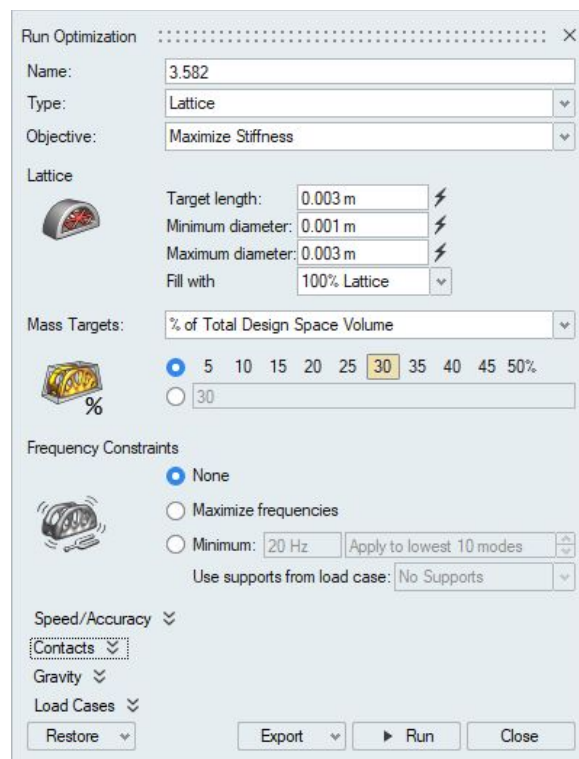 Run Optimization
Name: 3.582
Type: Lattice
Objective: Maximize Stiffness
Lattice
Target length: 0.003 m
Minimum diameter: 0.001 m
Maximum diameter: 0.003 m
Fill with 100% Lattice
Mass Targets: % of Total Design Space Volume
5 10 15 20 25 30 35 40 45 50%
30
%
Frequency Constraints
None
Maximize frequencies
Minimum: 20 Hz Apply to lowest 10 modes
Use supports from load case: No Supports
Speed/Accuracy
Contacts
Gravity
Load Cases
Restore Export Run Close